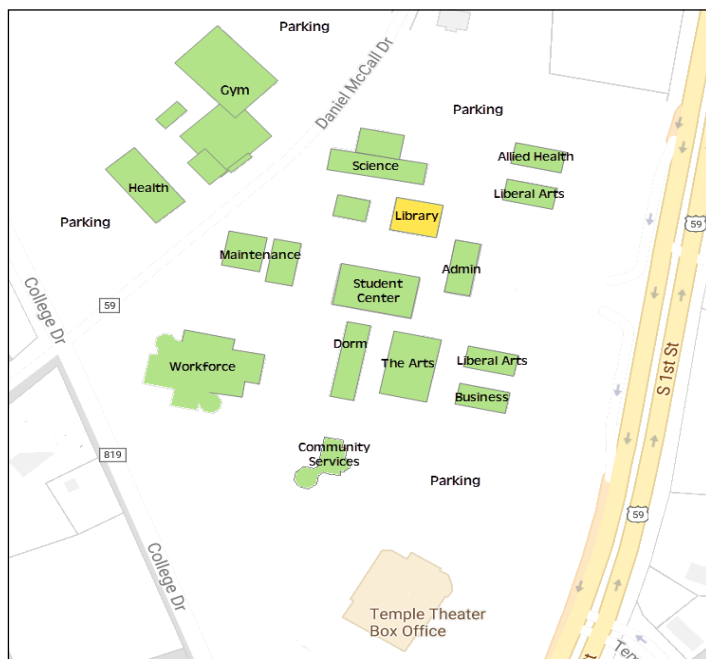 Parking
Gym
Daniel McCall Dr
Parking
Science
Allied Health
Health
Liberal Arts
Library
Parking
59
Maintenance
Admin
Student
Center
59
College Dr
Dorm
The Arts
Liberal Arts
Workforce
S 1st St
Business
819
Community
Services
Parking
59
College Dr
Temple Theater
Box Office